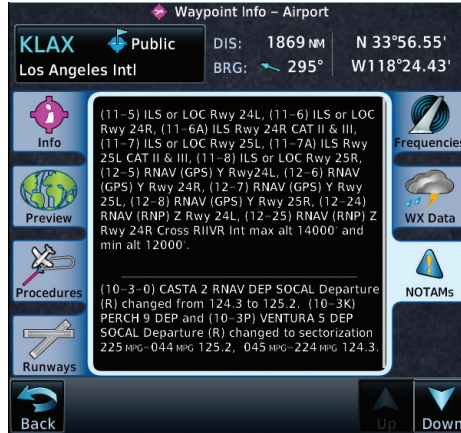 Waypoint Info – Airport
KLAX Public
Los Angeles Intl
DIS: 1869 NM
BRG: 295°
N 33°56.55'
W118°24.43'
Info
Preview
Procedures
Runways
(11-5) ILS or LOC Rwy 24L, (11-6) ILS or LOC
Rwy 24R, (11-6A) ILS Rwy 24R CAT II & III,
(11-7) ILS or LOC Rwy 25L, (11-7A) ILS Rwy
25L CAT II & III, (11-8) ILS or LOC Rwy 25R,
(12-5) RNAV (GPS) Y Rwy24L, (12-6) RNAV
(GPS) Y Rwy 24R, (12-7) RNAV (GPS) Y Rwy
25L, (12-8) RNAV (GPS) Y Rwy 25R, (12-24)
RNAV (RNP) Z Rwy 24L, (12-25) RNAV (RNP) Z
Rwy 24R Cross RIIVR Int max alt 14000' and
min alt 12000'.
(10-3-0) CASTA 2 RNAV DEP SOCAL Departure
(R) changed from 124.3 to 125.2. (10-3K)
PERCH 9 DEP and (10-3P) VENTURA 5 DEP
SOCAL Departure (R) changed to sectorization
225 MPG-044 MPG 125.2, 045 MPG-224 MPG 124.3.
Frequencies
WX Data
NOTAMs
Back
Up
Down